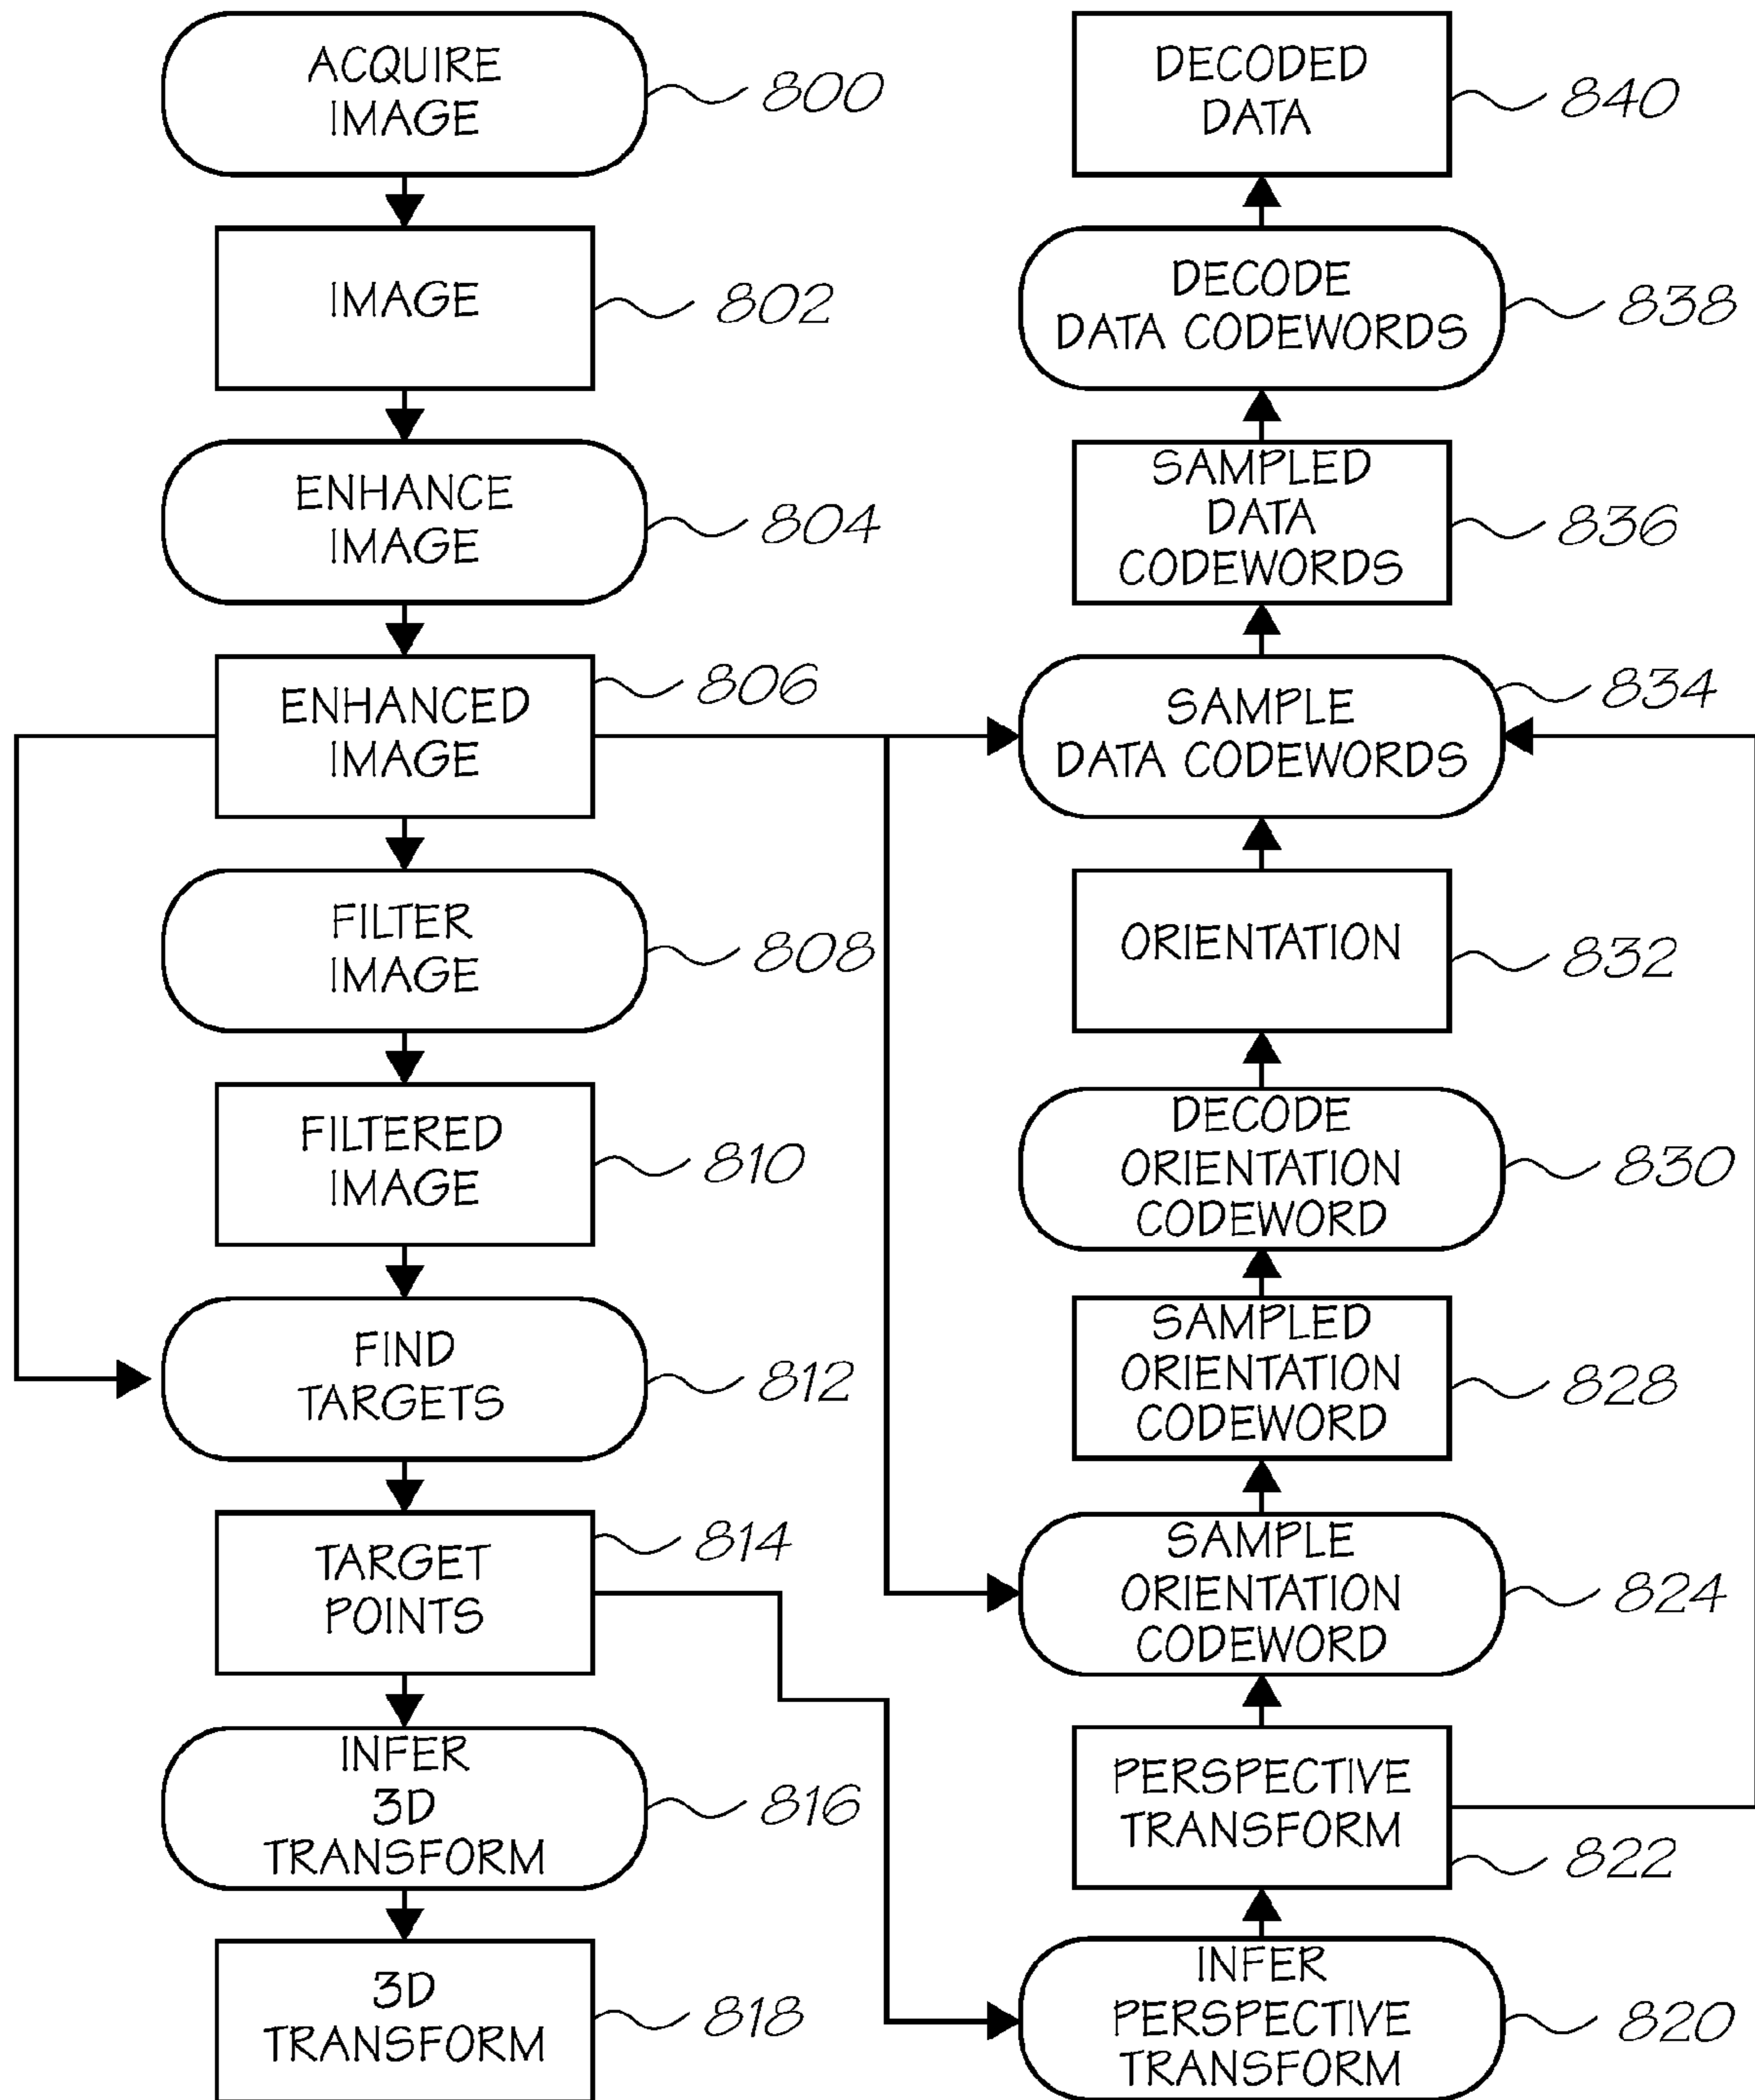 ACQUIRE
IMAGE
800
IMAGE
802
ENHANCE
IMAGE
804
ENHANCED
IMAGE
806
FILTER
IMAGE
808
FILTERED
IMAGE
810
FIND
TARGETS
812
TARGET
POINTS
814
INFER
3D
TRANSFORM
816
3D
TRANSFORM
818
DECODED
DATA
840
DECODE
DATA CODEWORDS
838
SAMPLED
DATA
CODEWORDS
836
SAMPLE
DATA CODEWORDS
834
ORIENTATION
832
DECODE
ORIENTATION
CODEWORD
830
SAMPLED
ORIENTATION
CODEWORD
828
SAMPLE
ORIENTATION
CODEWORD
824
PERSPECTIVE
TRANSFORM
822
INFER
PERSPECTIVE
TRANSFORM
820